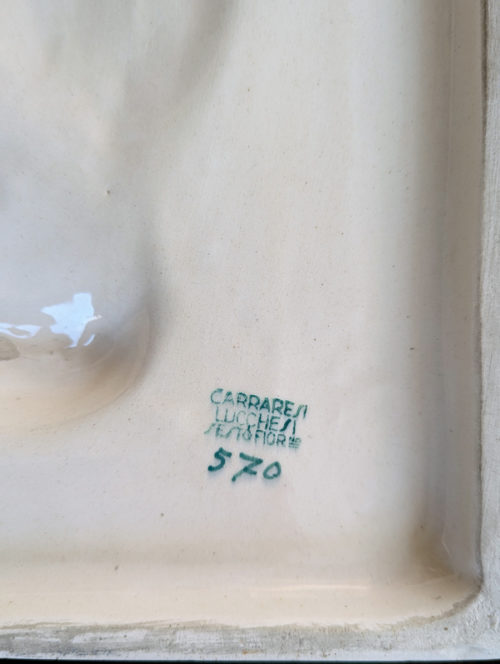 CARRARESI
LUCCHESI
SESTO FIOR NO
570